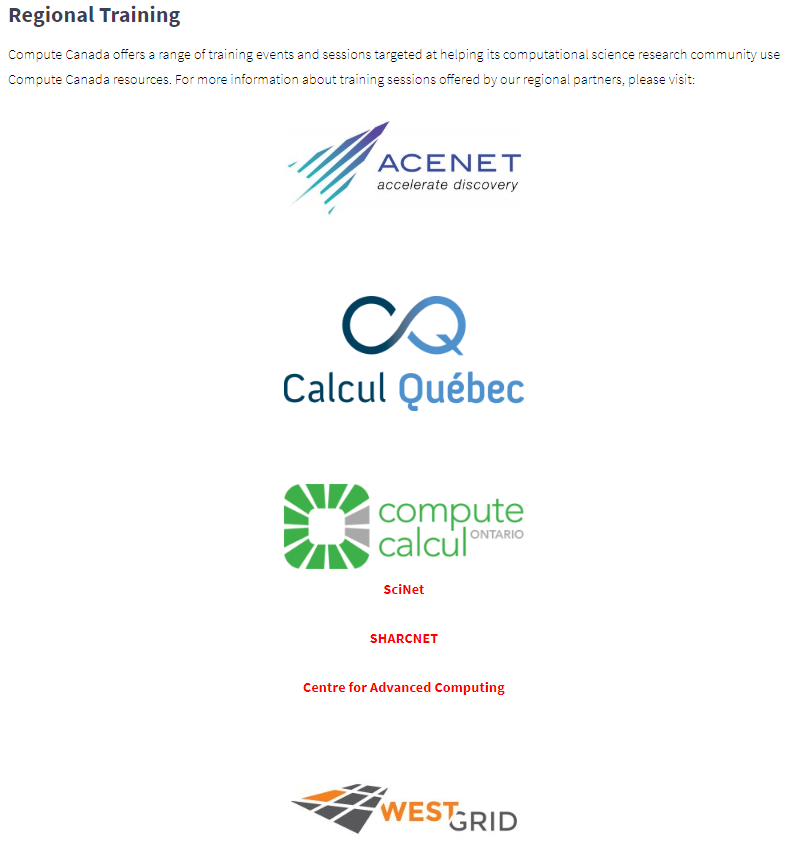 Regional Training
Compute Canada offers a range of training events and sessions targeted at helping its computational science research community use
Compute Canada resources. For more information about training sessions offered by our regional partners, please visit:
ACENET
accelerate discovery
CQ
Calcul Québec
compute
calcul ONTARIO
SciNet
SHARCNET
Centre for Advanced Computing
WESTGRID